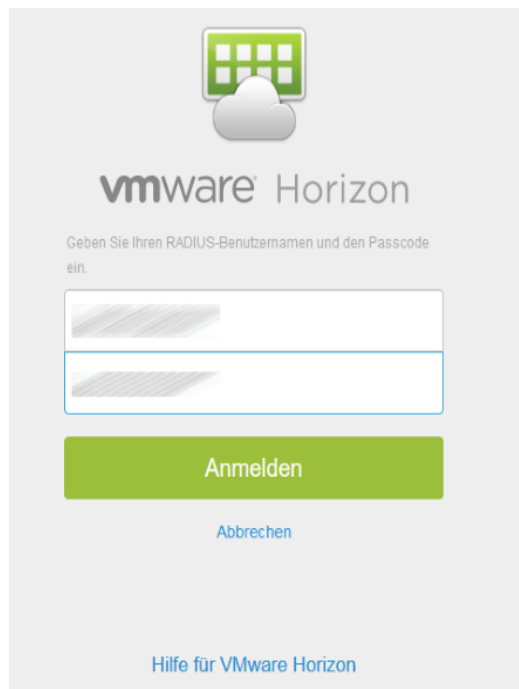 vmware Horizon
Geben Sie Ihren RADIUS-Benutzernamen und den Passcode
ein.
Anmelden
Abbrechen
Hilfe für VMware Horizon